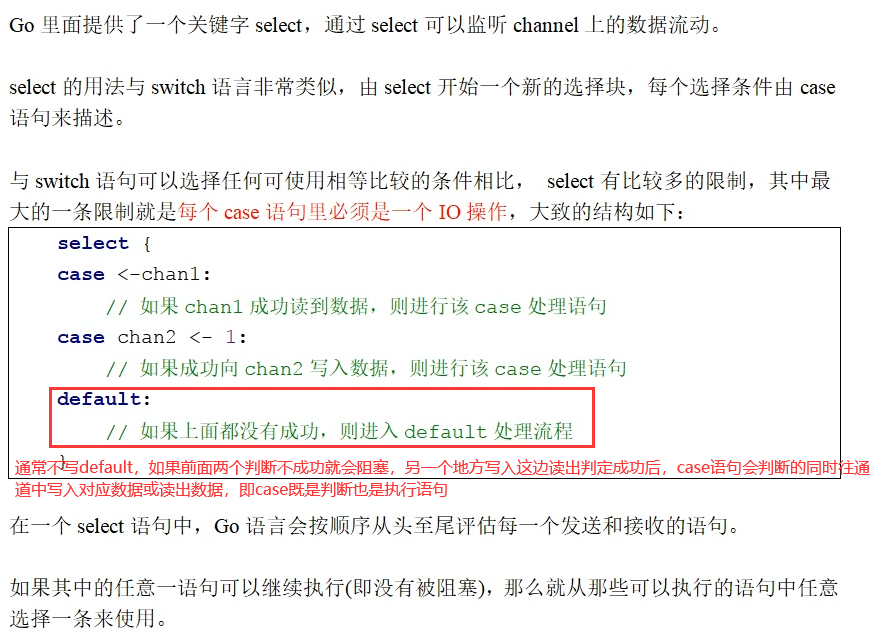 Go 里面提供了一个关键字 select，通过 select 可以监听 channel 上的数据流动。
select 的用法与 switch 语言非常类似，由 select 开始一个新的选择块，每个选择条件由 case
语句来描述。
与 switch 语句可以选择任何可使用相等比较的条件相比， select 有比较多的限制，其中最
大的一条限制就是每个 case 语句里必须是一个 IO 操作，大致的结构如下：
select {
case <-chan1:
// 如果 chan1 成功读到数据，则进行该 case 处理语句
case chan2 <- 1:
// 如果成功向 chan2 写入数据，则进行该 case 处理语句
default:
// 如果上面都没有成功，则进入 default 处理流程
}
通常不写default，如果前面两个判断不成功就会阻塞，另一个地方写入这边读出判定成功后，case语句会判断的同时往通
道中写入对应数据或读出数据，即case既是判断也是执行语句
在一个 select 语句中，Go 语言会按顺序从头至尾评估每一个发送和接收的语句。
如果其中的任意一语句可以继续执行(即没有被阻塞)，那么就从那些可以执行的语句中任意
选择一条来使用。